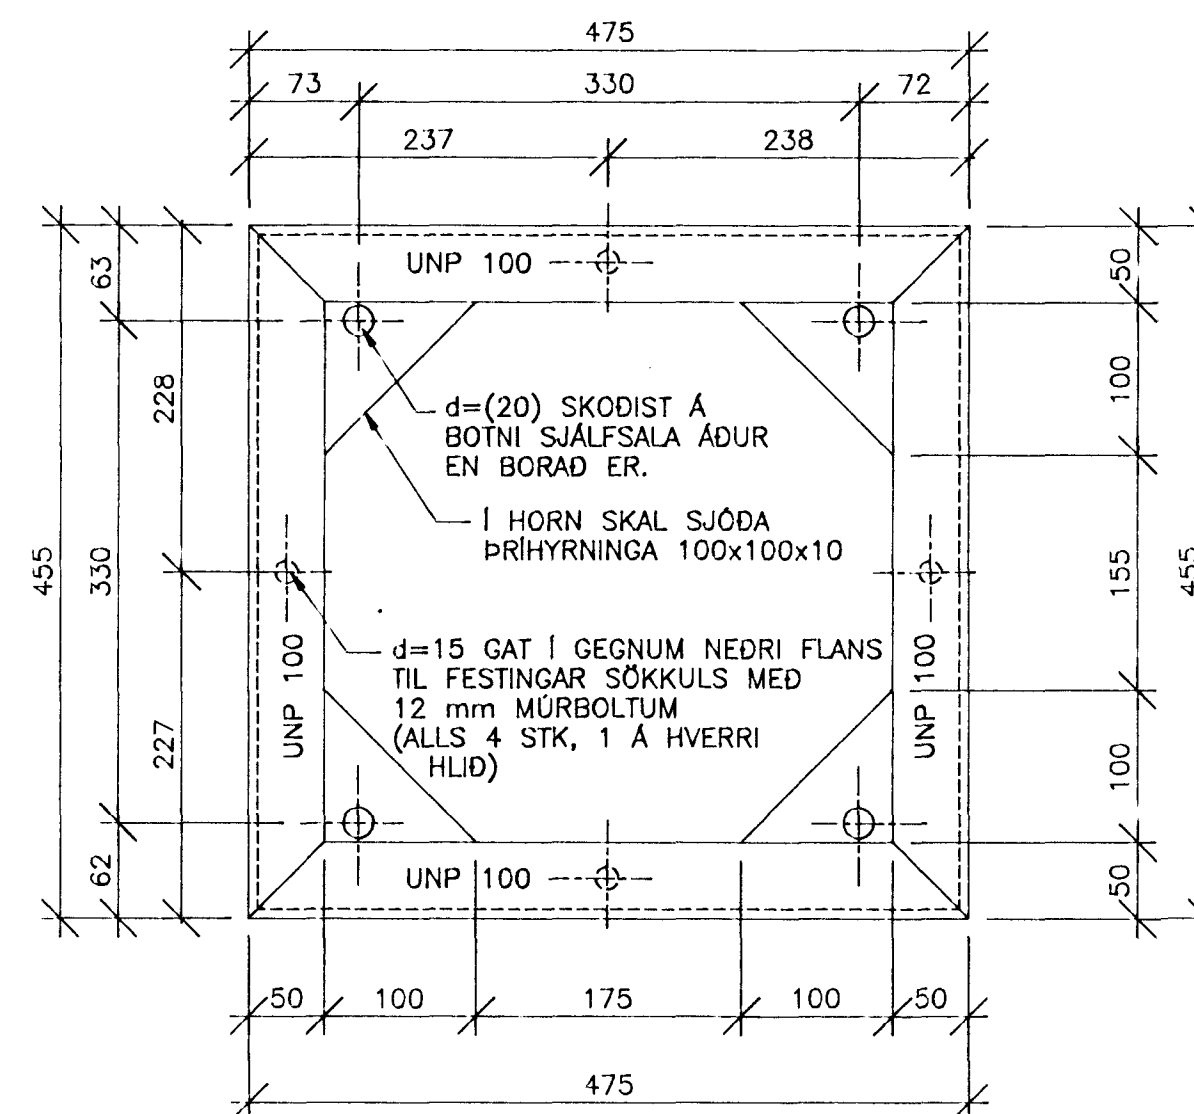 475
73 330 72
237 238
UNP 100
63
228
455
330
227
62
50
100
155
455
100
50
d=(20) SKOÐIST Á
BOTNI SJÁLFSALA ÁÐUR
EN BORAÐ ER.
Í HORN SKAL SJÓÐA
ÞRÍHYRNINGA 100x100x10
d=15 GAT Í GEGNUM NEÐRI FLANS
TIL FESTINGAR SÖKKULS MEÐ
12 mm MÚRBOLTUM
(ALLS 4 STK, 1 Á HVERRI
HLIÐ)
UNP 100
UNP 100
UNP 100
50 100 175 100 50
475